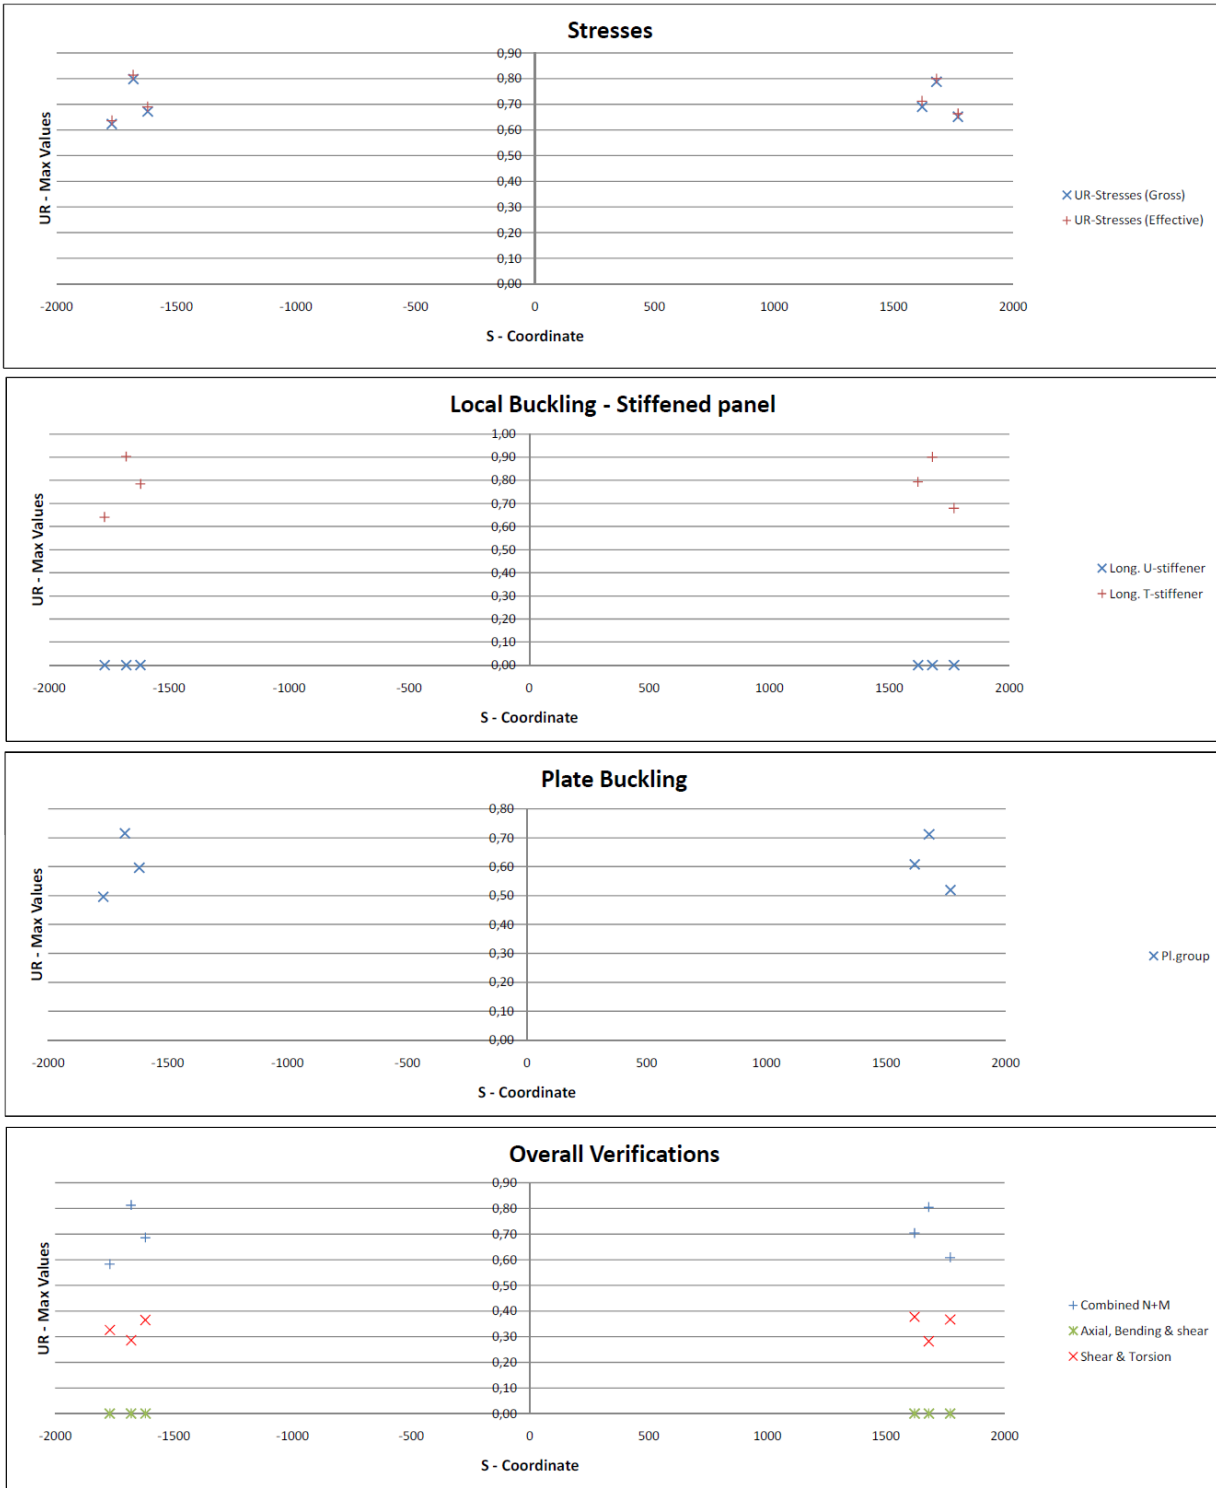 Stresses
UR - Max Values
0,90
0,80
0,70
0,60
0,50
0,40
0,30
0,20
0,10
0,00
-2000 -1500 -1000 -500 0 500 1000 1500 2000
S - Coordinate
UR-Stresses (Gross)
UR-Stresses (Effective)
Local Buckling - Stiffened panel
UR - Max Values
1,00
0,90
0,80
0,70
0,60
0,50
0,40
0,30
0,20
0,10
0,00
-2000 -1500 -1000 -500 0 500 1000 1500 2000
S - Coordinate
Long. U-stiffener
Long. T-stiffener
Plate Buckling
UR - Max Values
0,80
0,70
0,60
0,50
0,40
0,30
0,20
0,10
0,00
-2000 -1500 -1000 -500 0 500 1000 1500 2000
S - Coordinate
Pl.group
Overall Verifications
UR - Max Values
0,90
0,80
0,70
0,60
0,50
0,40
0,30
0,20
0,10
0,00
-2000 -1500 -1000 -500 0 500 1000 1500 2000
S - Coordinate
Combined N+M
Axial, Bending & shear
Shear & Torsion